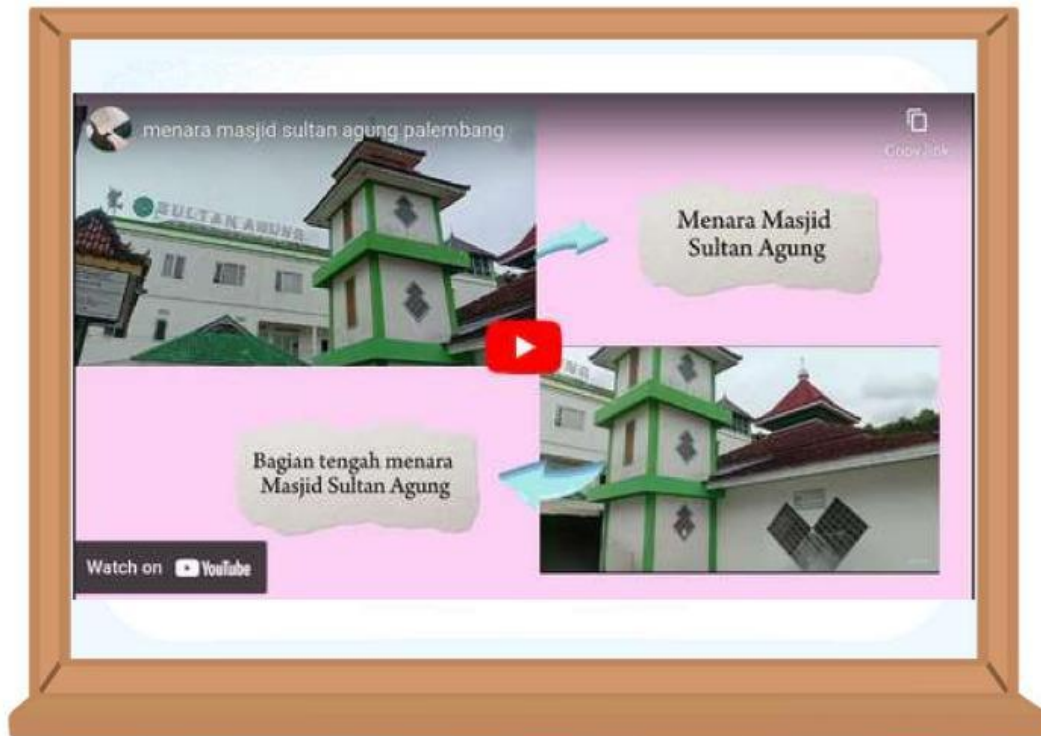 menara masjid sultan agung palembang
Copy link
SULTAN AGUNG
Menara Masjid
Sultan Agung
Bagian tengah menara
Masjid Sultan Agung
Watch on YouTube